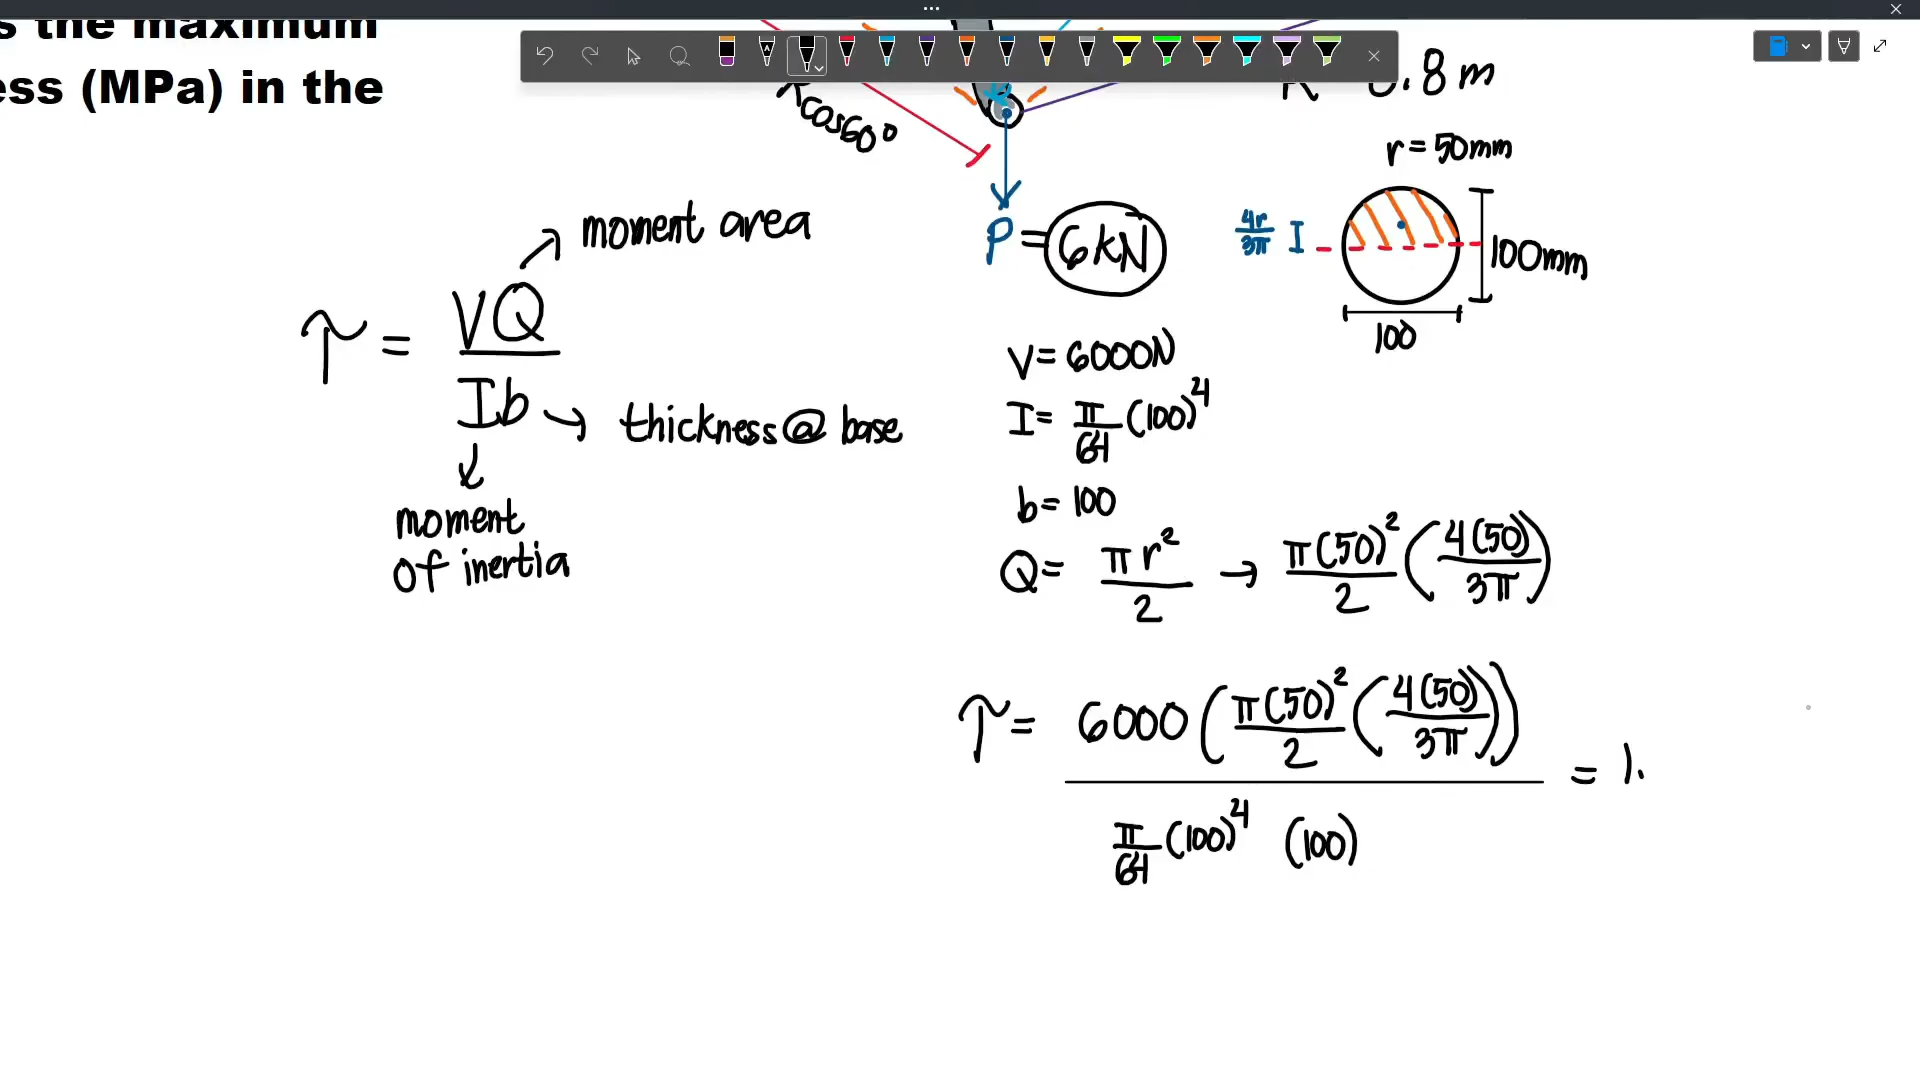 s the maximum
ess (MPa) in the
.8 m
cos60°
r = 50mm
moment area
P = 6kN
4r/3π I
100mm
100
τ = VQ/Ib
V = 6000N
I = π/64 (100)^4
thickness @ base
b = 100
moment
of inertia
Q = πr²/2 → π(50)²/2 (4(50)/3π)
τ = 6000(π(50)²/2 (4(50)/3π)) / π/64 (100)^4 (100) = 1.